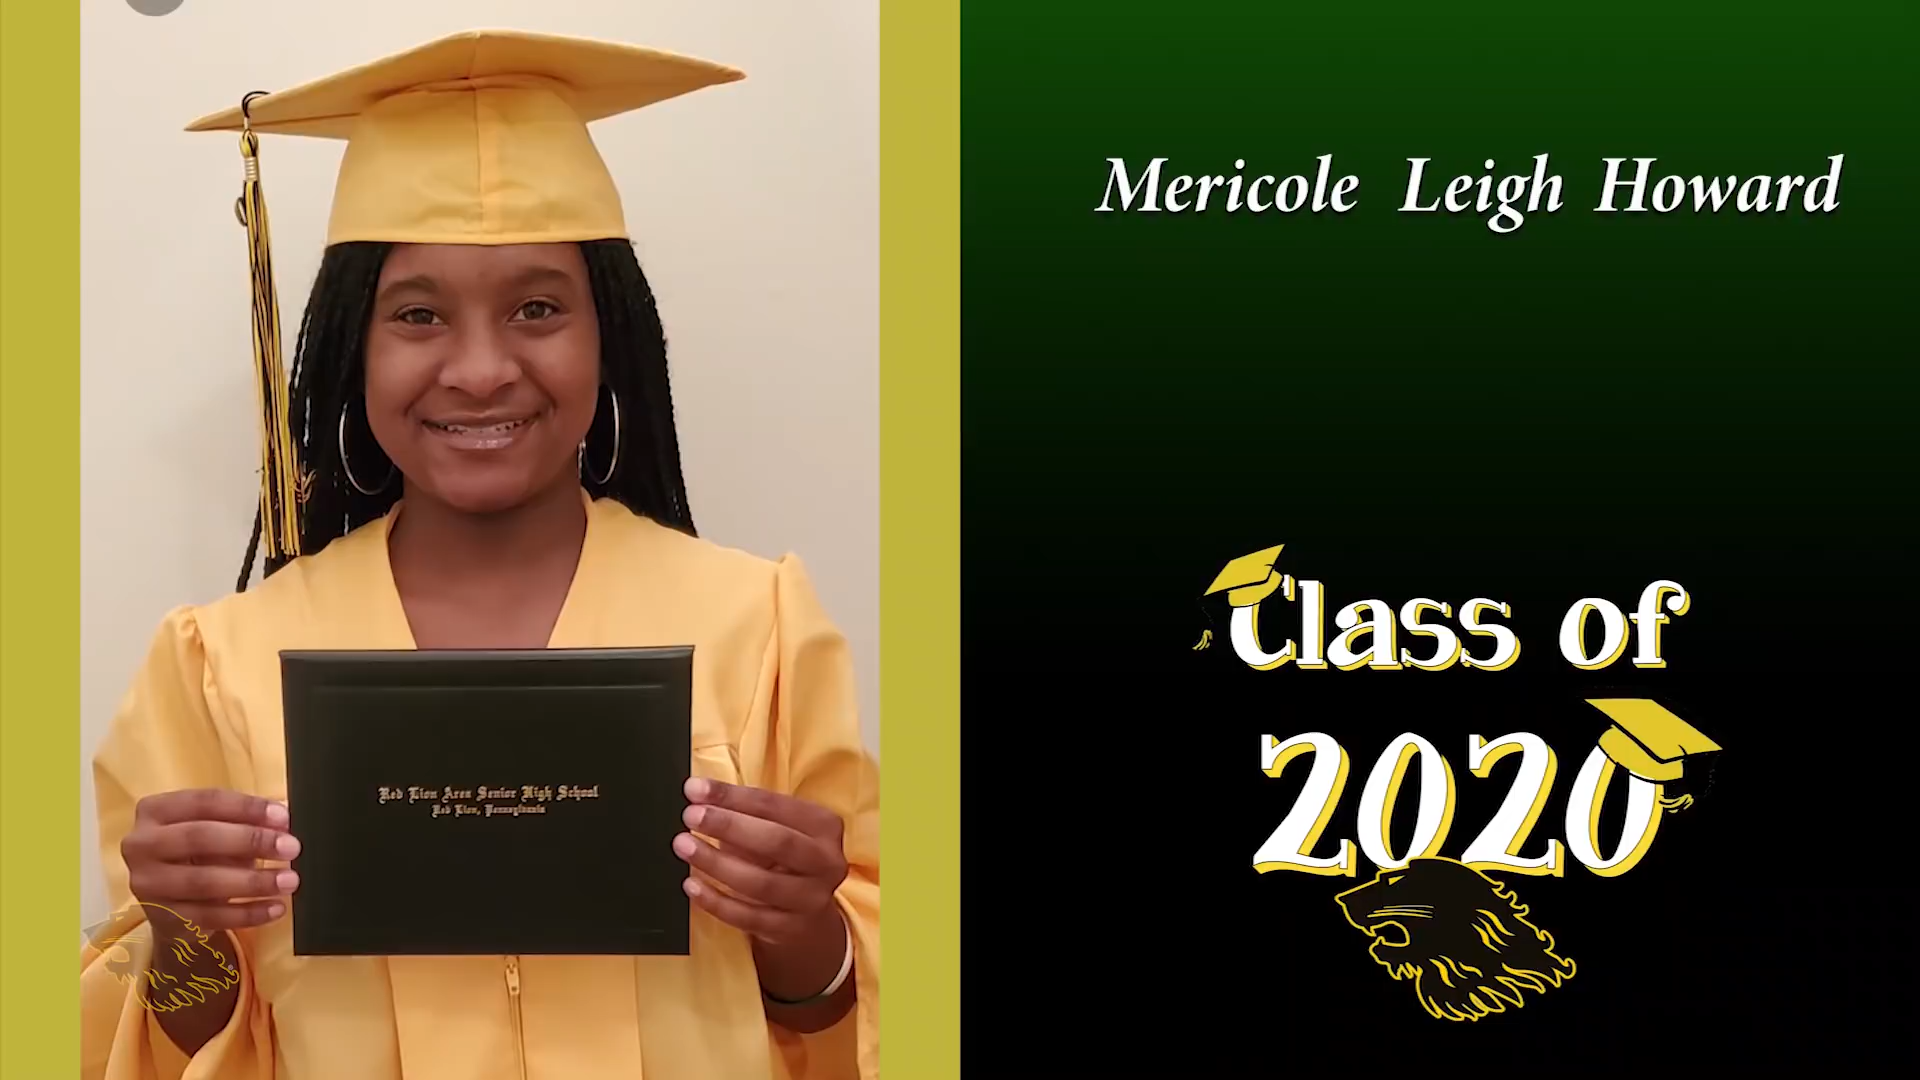 Mericole Leigh Howard
Red Lion Area Senior High School
Red Lion, Pennsylvania
Class of
2020